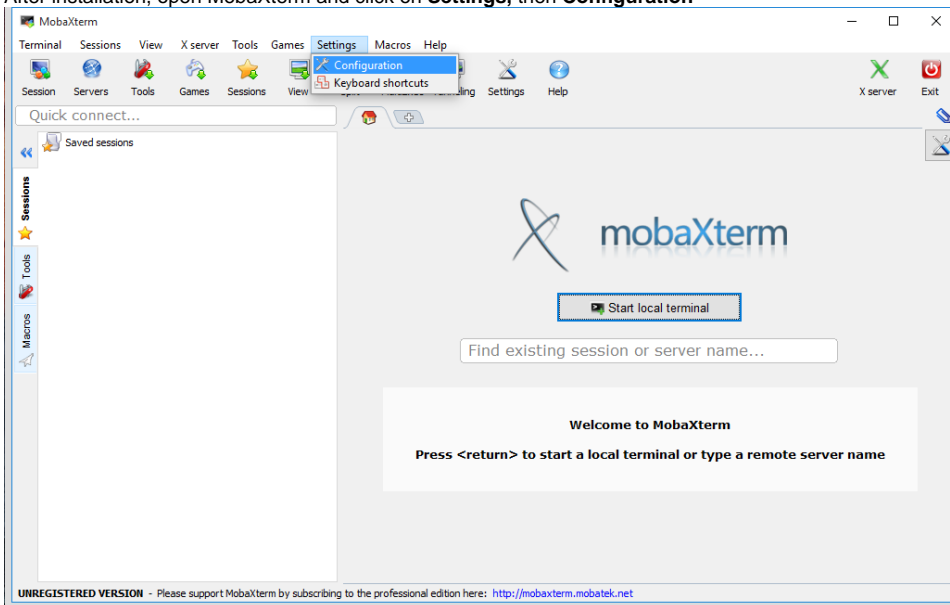 After installation, open MobaXterm and click on Settings, then Configuration
MobaXterm
Terminal Sessions View X server Tools Games Settings Macros Help
Configuration
Keyboard shortcuts
Session Servers Tools Games Sessions View Settings Help X server Exit
Quick connect...
Saved sessions
Sessions
Tools
Macros
mobaXterm
Start local terminal
Find existing session or server name...
Welcome to MobaXterm
Press <return> to start a local terminal or type a remote server name
UNREGISTERED VERSION - Please support MobaXterm by subscribing to the professional edition here: http://mobaxterm.mobatek.net